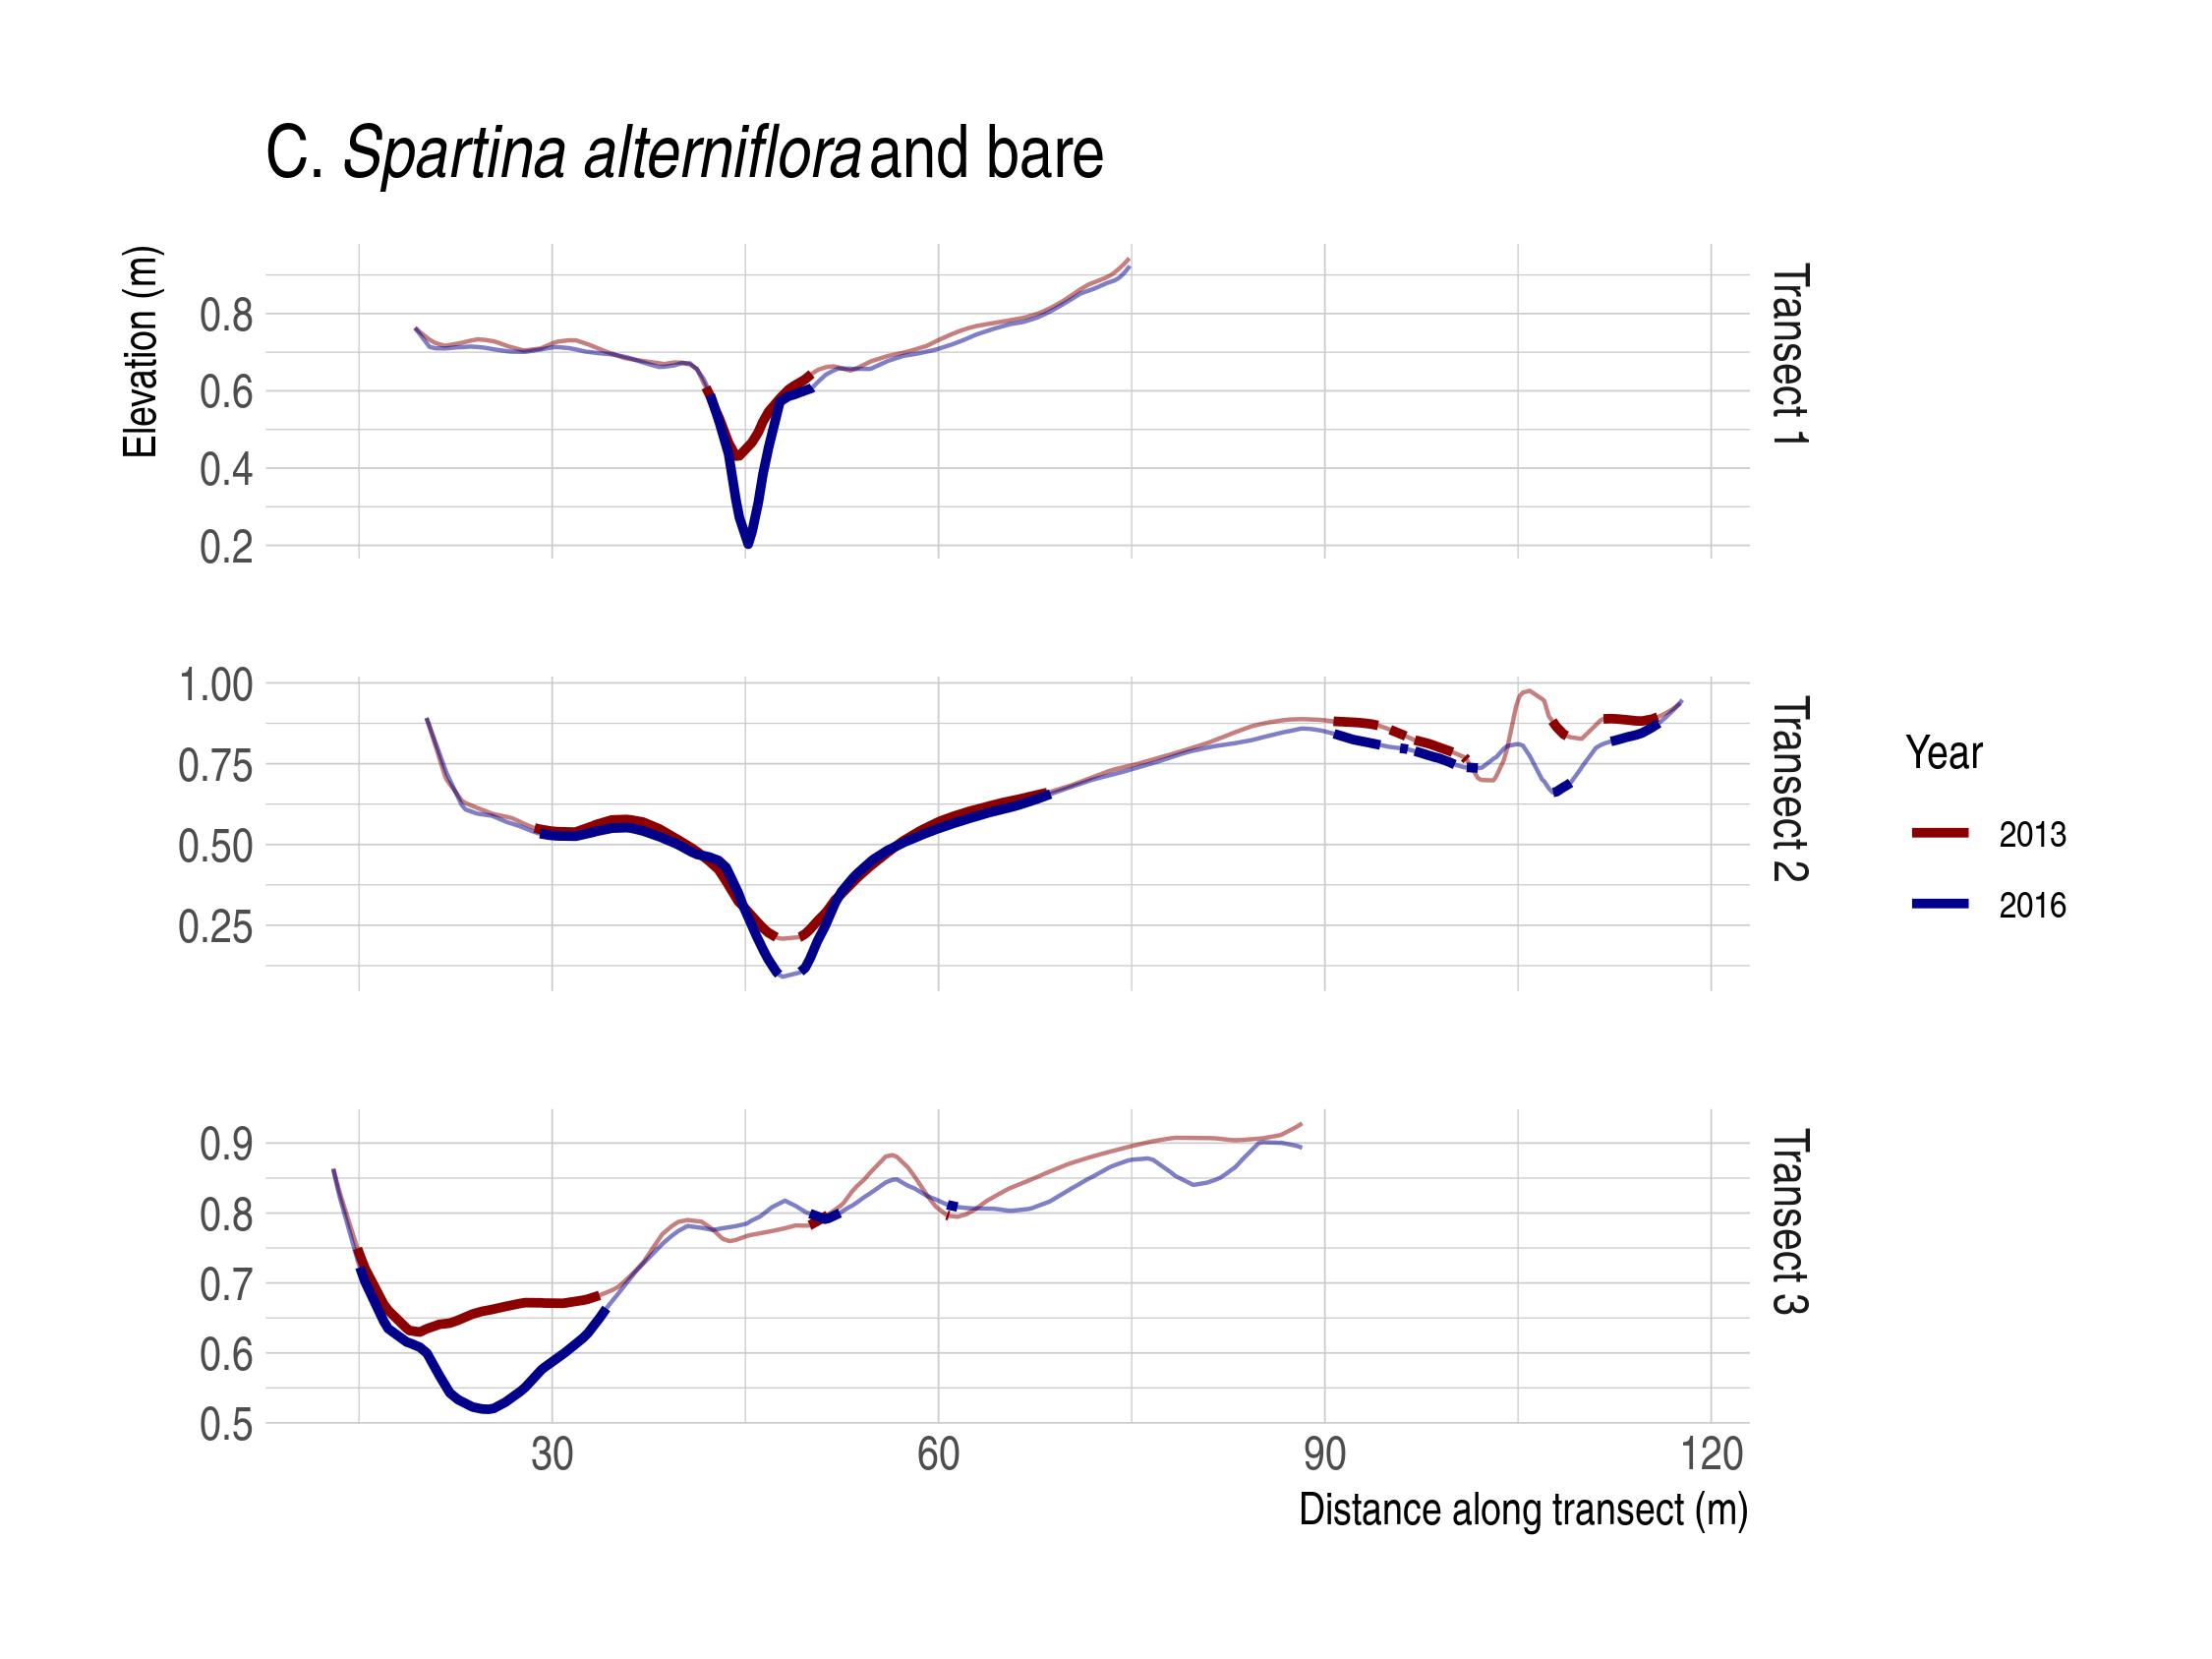 C. Spartina alterniflora and bare
Elevation (m)
0.8
0.6
0.4
0.2
Transect 1
1.00
0.75
0.50
0.25
Transect 2
0.9
0.8
0.7
0.6
0.5
Transect 3
30 60 90 120
Distance along transect (m)
Year
2013
2016